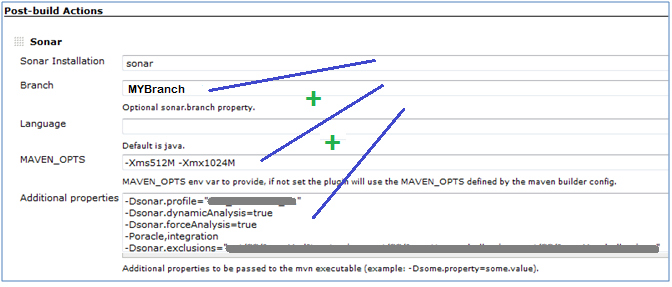 Post-build Actions
Sonar
Sonar Installation sonar
Branch MYBranch
Optional sonar.branch property.
Language
Default is java.
MAVEN_OPTS -Xms512M -Xmx1024M
MAVEN_OPTS env var to provide, if not set the plugin will use the MAVEN_OPTS defined by the maven builder config.
Additional properties -Dsonar.profile="
-Dsonar.dynamicAnalysis=true
-Dsonar.forceAnalysis=true
-Poracle,integration
-Dsonar.exclusions="
Additional properties to be passed to the mvn executable (example: -Dsome.property=some.value).